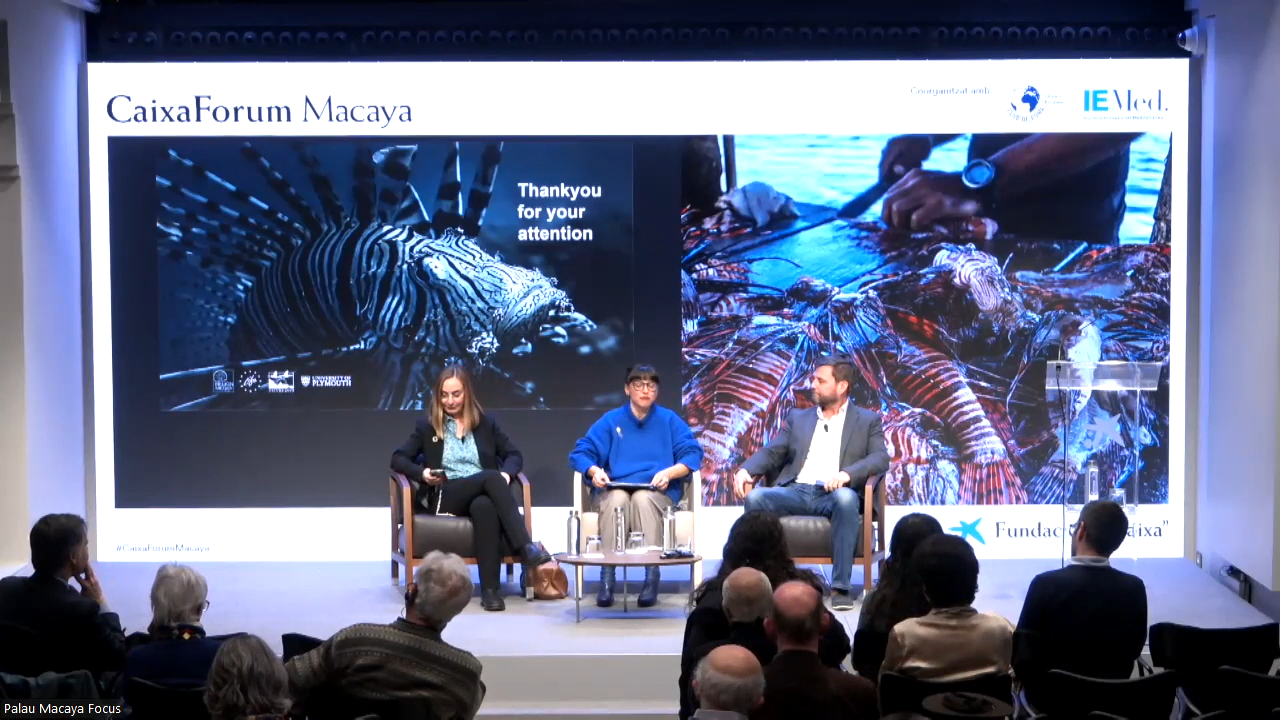 CaixaForum Macaya
Coorganitzat amb:
IEMed.
Thankyou
for your
attention
UNIVERSITY OF
PLYMOUTH
#CaixaForumMacaya
Palau Macaya Focus